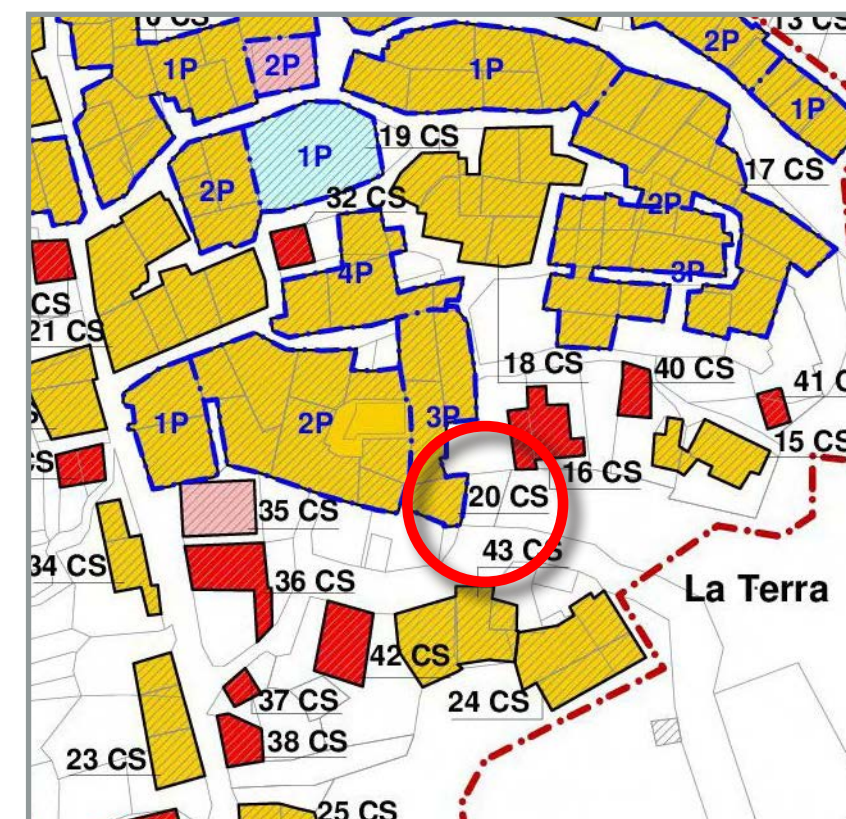 13 CS
2P
1P
2P
1P
1P
19 CS
1P
17 CS
2P
32 CS
2P
4P
3P
CS
21 CS
18 CS
40 CS
41 C
1P
2P
3P
15 CS
CS
16 CS
20 CS
35 CS
43 CS
34 CS
36 CS
La Terra
42 CS
37 CS
24 CS
38 CS
23 CS
25 CS